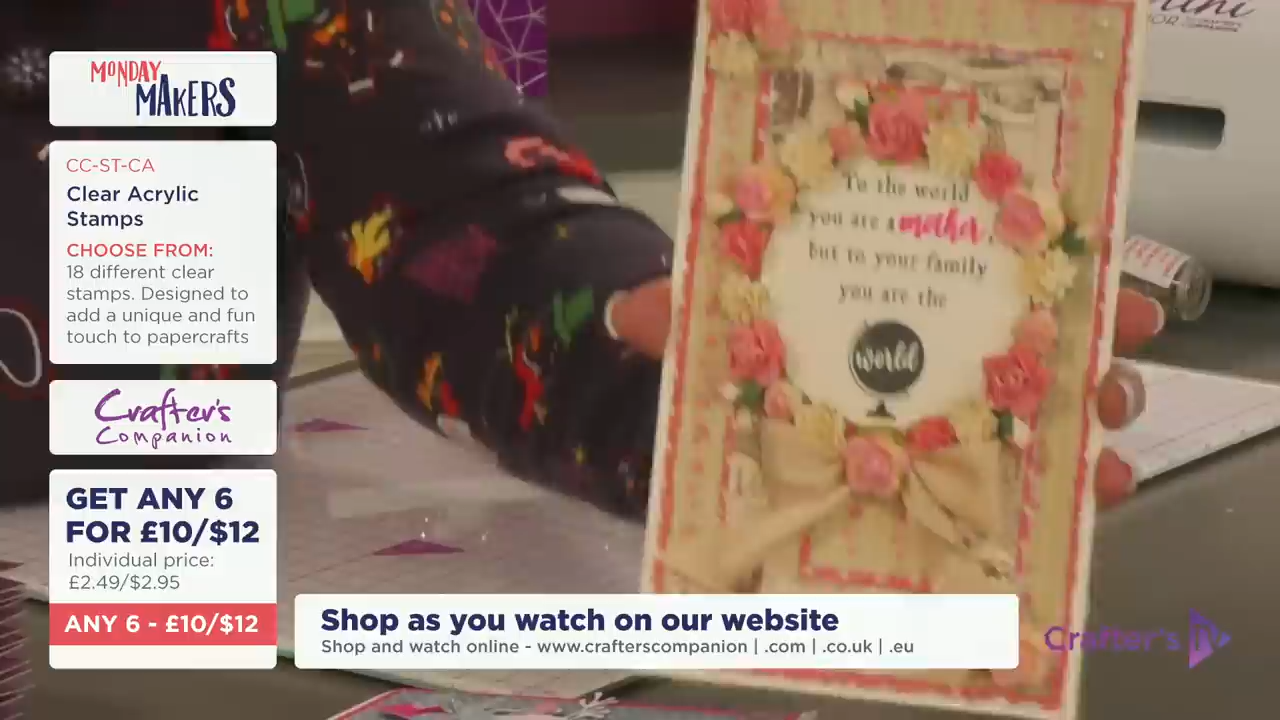 MONDAY
MAKERS
CC-ST-CA
Clear Acrylic
Stamps
CHOOSE FROM:
18 different clear
stamps. Designed to
add a unique and fun
touch to papercrafts
Crafter's
Companion
GET ANY 6
FOR £10/$12
Individual price:
£2.49/$2.95
ANY 6 - £10/$12
To the world
you are a mother,
but to your family
you are the
world
Shop as you watch on our website
Shop and watch online - www.crafterscompanion | .com | .co.uk | .eu
Crafter's TV